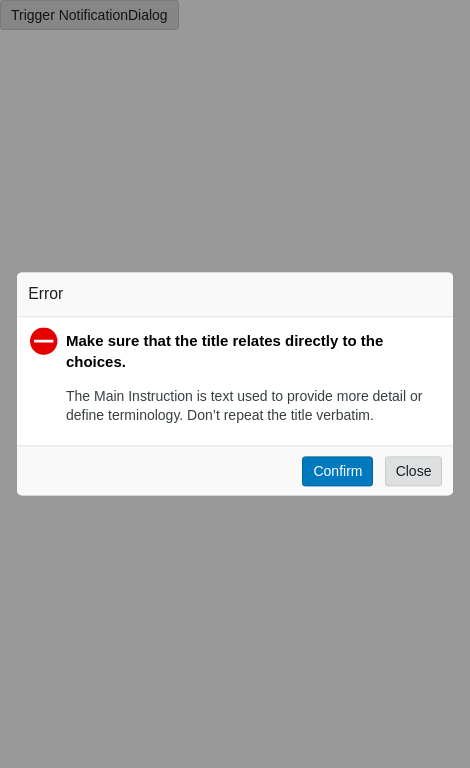 Trigger NotificationDialog
Error
Make sure that the title relates directly to the
choices.
The Main Instruction is text used to provide more detail or
define terminology. Don’t repeat the title verbatim.
Confirm
Close